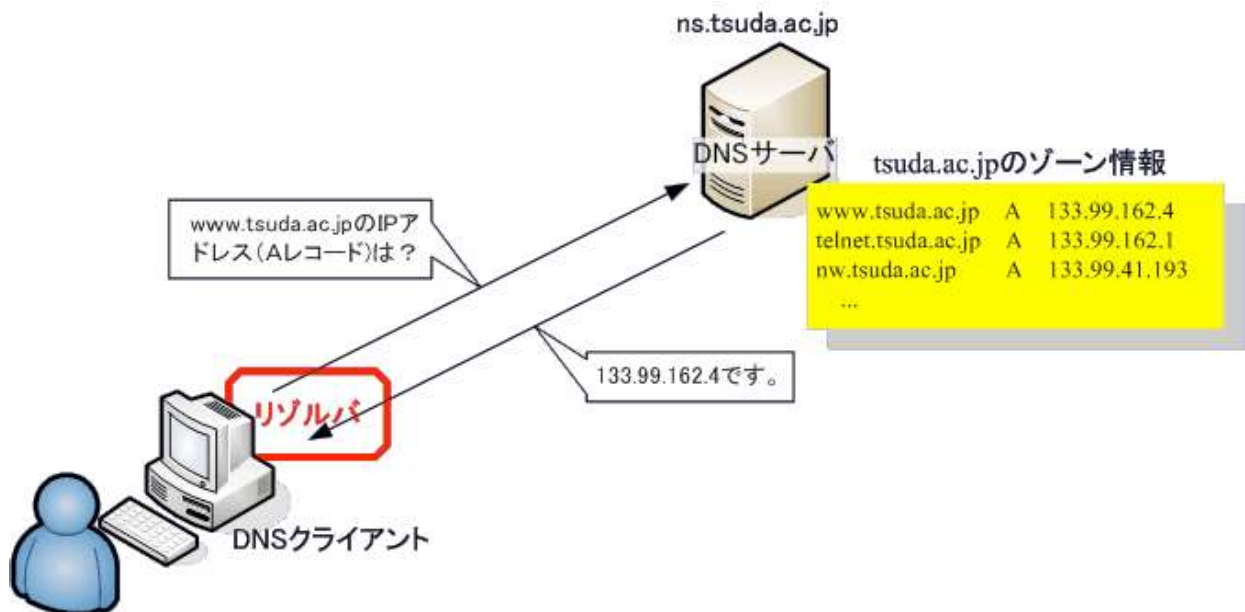 ns.tsuda.ac.jp
DNSサーバ
tsuda.ac.jpのゾーン情報
www.tsuda.ac.jp A 133.99.162.4
telnet.tsuda.ac.jp A 133.99.162.1
nw.tsuda.ac.jp A 133.99.41.193
...
www.tsuda.ac.jpのIPア
ドレス(Aレコード)は?
133.99.162.4です。
リゾルバ
DNSクライアント